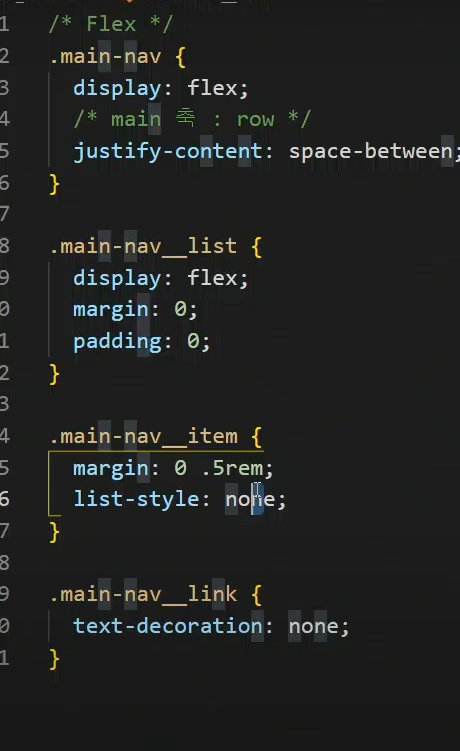 1 /* Flex */
2 .main-nav {
3 display: flex;
4 /* main 축 : row */
5 justify-content: space-between;
6 }
7
8 .main-nav__list {
9 display: flex;
0 margin: 0;
1 padding: 0;
2 }
3
4 .main-nav__item {
5 margin: 0 .5rem;
6 list-style: none;
7 }
8
9 .main-nav__link {
0 text-decoration: none;
1 }